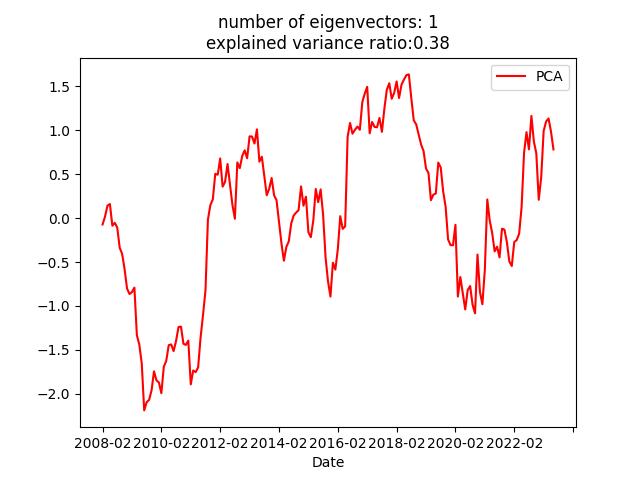 number of eigenvectors: 1
explained variance ratio:0.38
PCA
1.5
1.0
0.5
0.0
−0.5
−1.0
−1.5
−2.0
2008-02 2010-02 2012-02 2014-02 2016-02 2018-02 2020-02 2022-02
Date